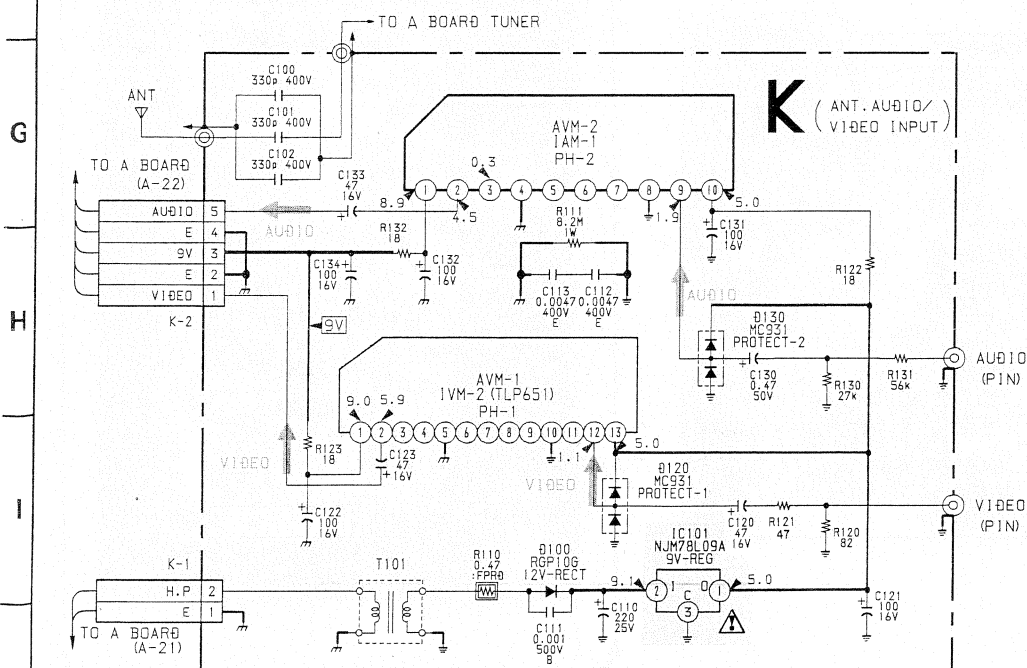 TO A BOARD TUNER
C100
330p 400V
ANT
C101
330p 400V
C102
330p 400V
G
K
(ANT. AUDIO/
VIDEO INPUT)
AVM-2
IAM-1
PH-2
0.3
1 2 3 4 5 6 7 8 9 10
8.9
4.5
1.9
5.0
TO A BOARD
(A-22)
C133
47
16V
AUDIO 5
E 4
9V 3
E 2
VIDEO 1
K-2
AUDIO
R132
18
C134
100
16V
C132
100
16V
R111
8.2M
1W
C113
0.0047
400V
E
C112
0.0047
400V
E
C131
100
16V
R122
18
AUDIO
H
9V
D130
MC931
PROTECT-2
C130
0.47
50V
R130
27k
R131
56k
AUDIO
(PIN)
AVM-1
IVM-2 (TLP651)
PH-1
9.0
5.9
1 2 3 4 5 6 7 8 9 10 11 12 13
1.1
5.0
R123
18
VIDEO
C123
47
16V
VIDEO
D120
MC931
PROTECT-1
I
C122
100
16V
C120
47
16V
R121
47
R120
82
VIDEO
(PIN)
K-1
H.P 2
E 1
TO A BOARD
(A-21)
T101
R110
0.47
:FPRD
D100
RGP10G
12V-RECT
C111
0.001
500V
B
C110
220
25V
IC101
NJM78L09A
9V-REG
9.1
2 I O 1
C
3
5.0
C121
100
16V